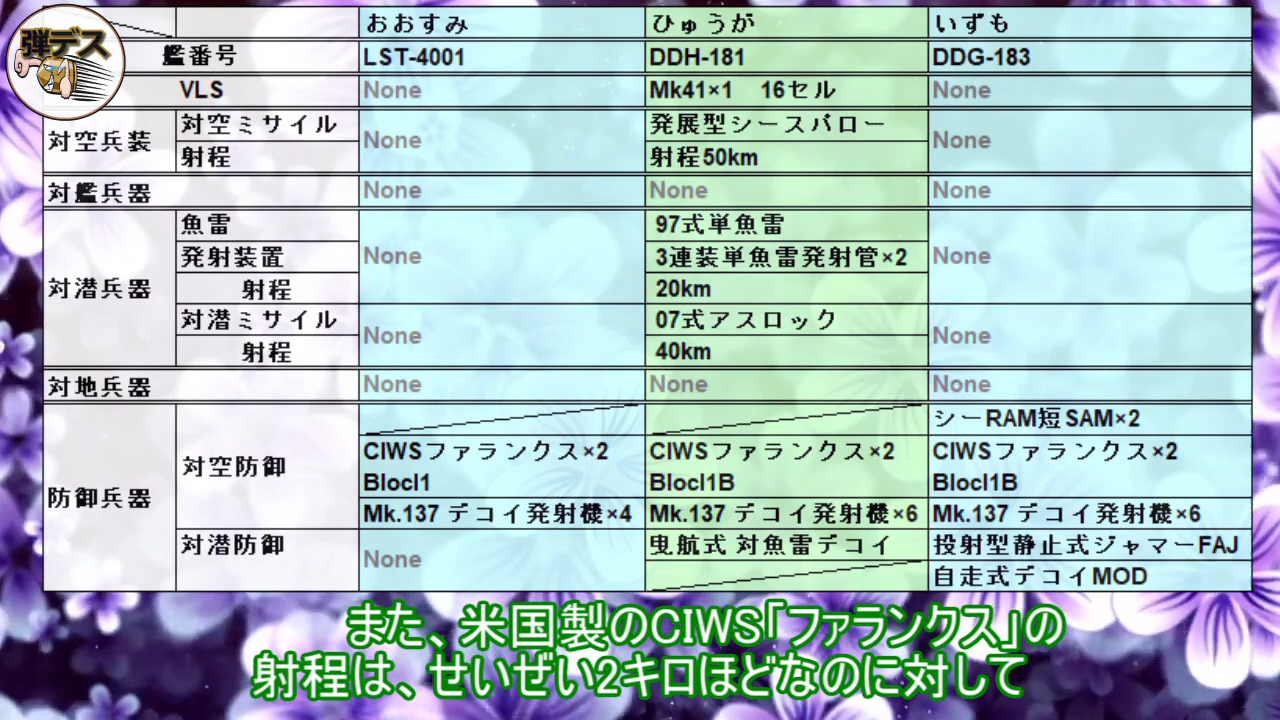 弾デス
おおすみ ひゅうが いずも
艦番号 LST-4001 DDH-181 DDG-183
VLS None Mk41×1 16セル None
対空兵装 対空ミサイル None 発展型シースパロー None
射程 射程50km
対艦兵器 None None None
対潜兵器 魚雷 None 97式単魚雷 None
発射装置 3連装単魚雷発射管×2
射程 20km
対潜ミサイル None 07式アスロック None
射程 40km
対地兵器 None None None
防御兵器 対空防御 シーRAM短SAM×2
CIWSファランクス×2 CIWSファランクス×2 CIWSファランクス×2
Blocl1 Blocl1B Blocl1B
Mk.137 デコイ発射機×4 Mk.137 デコイ発射機×6 Mk.137 デコイ発射機×6
対潜防御 None 曳航式 対魚雷デコイ 投射型静止式ジャマーFAJ
自走式デコイMOD
また、米国製のCIWS「ファランクス」の
射程は、せいぜい2キロほどなのに対して